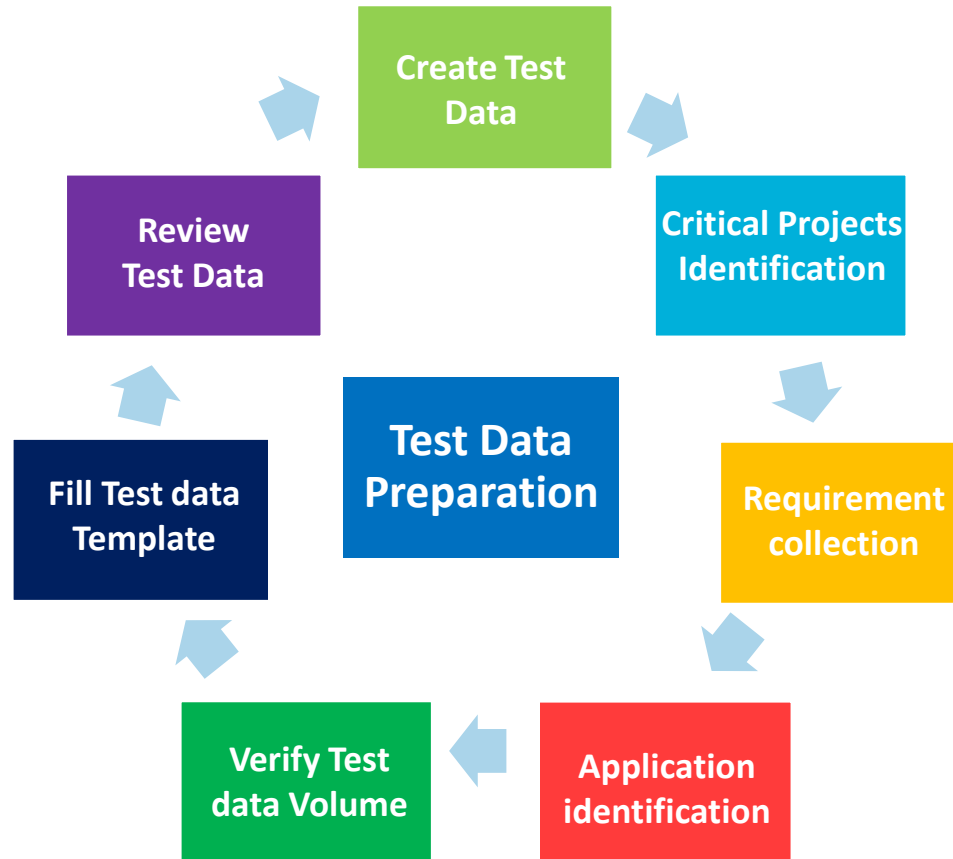 Create Test
Data
Critical Projects
Identification
Requirement
collection
Application
identification
Verify Test
data Volume
Fill Test data
Template
Review
Test Data
Test Data
Preparation